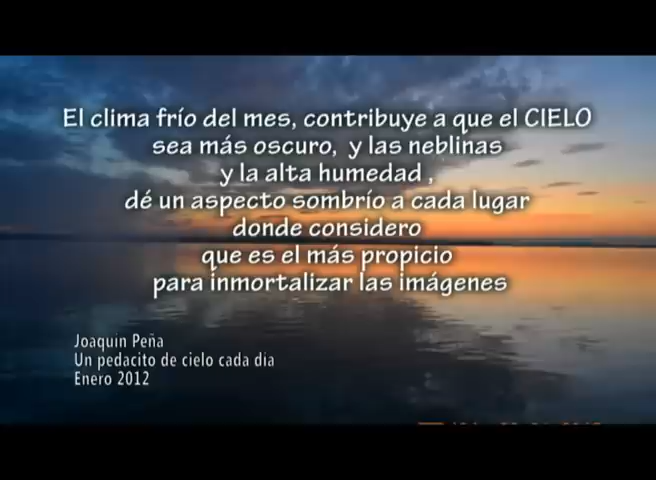 El clima frío del mes, contribuye a que el CIELO
sea más oscuro, y las neblinas
y la alta humedad ,
dé un aspecto sombrío a cada lugar
donde considero
que es el más propicio
para inmortalizar las imágenes
Joaquín Peña
Un pedacito de cielo cada día
Enero 2012